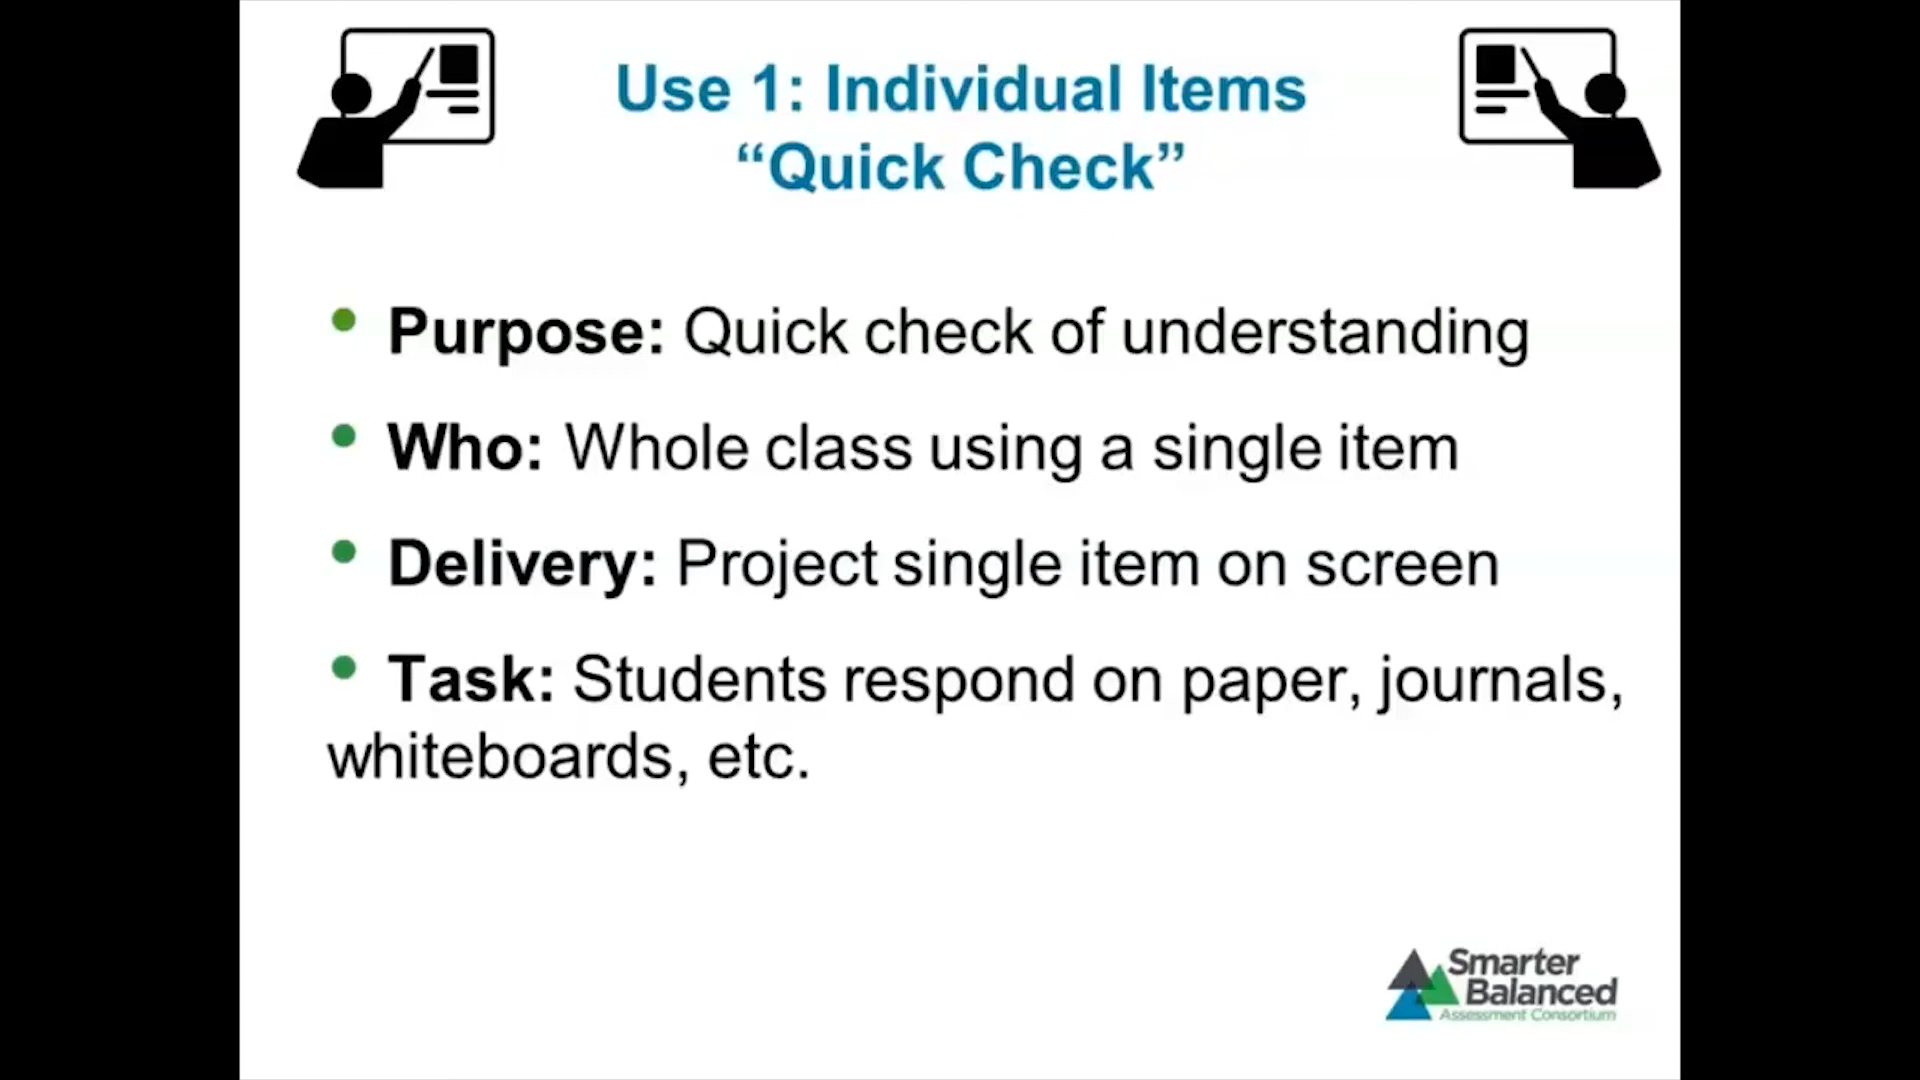 Use 1: Individual Items
“Quick Check”
• Purpose: Quick check of understanding
• Who: Whole class using a single item
• Delivery: Project single item on screen
• Task: Students respond on paper, journals,
whiteboards, etc.
Smarter
Balanced
Assessment Consortium